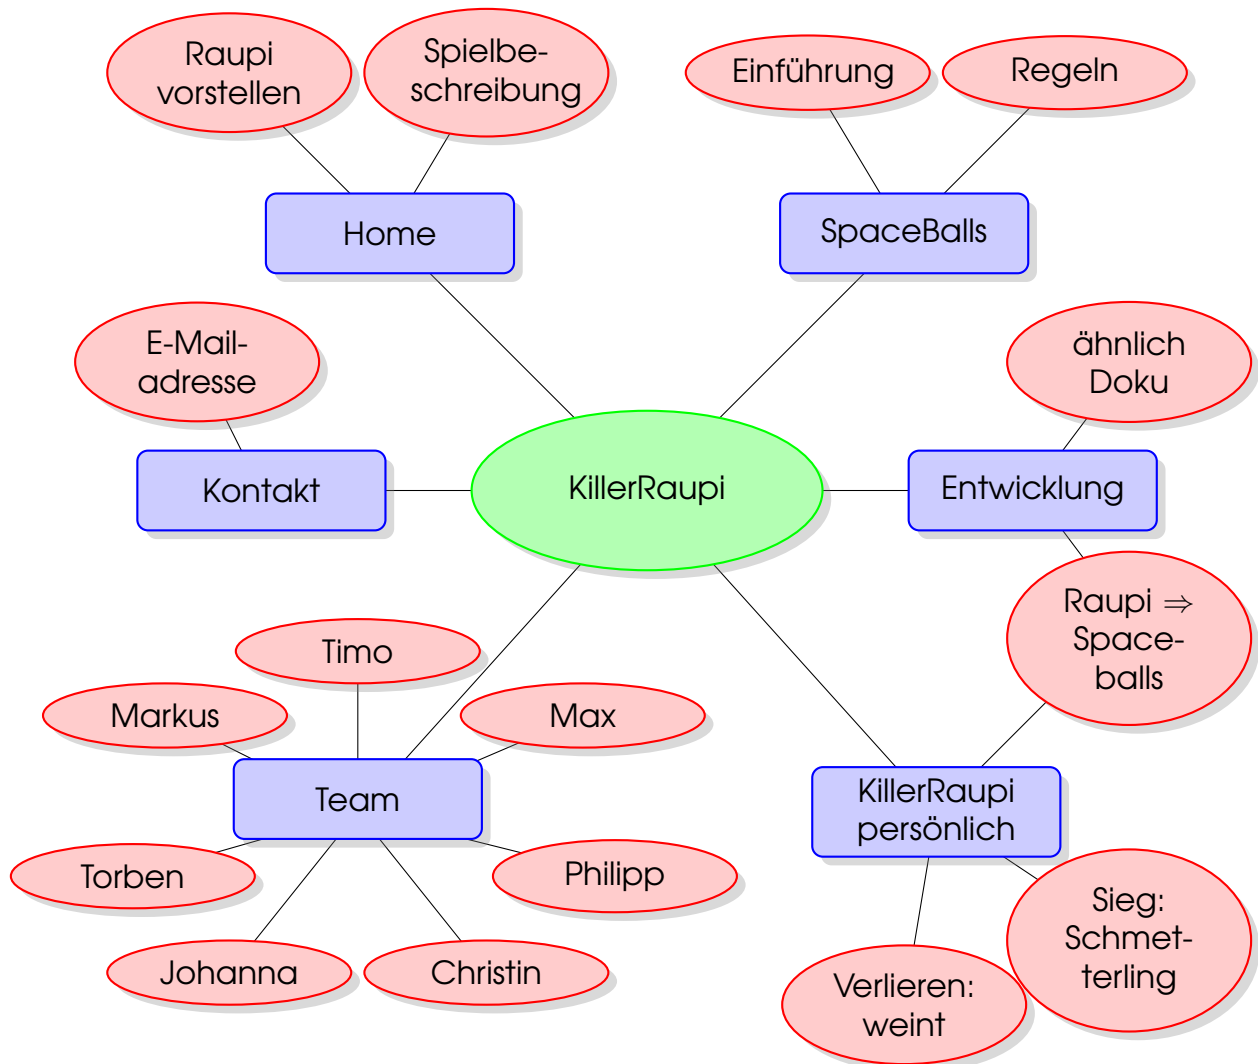 Raupi
vorstellen
Spielbe-
schreibung
Einführung
Regeln
Home
SpaceBalls
E-Mail-
adresse
ähnlich
Doku
Kontakt
KillerRaupi
Entwicklung
Raupi ⇒
Space-
balls
Timo
Markus
Max
Team
KillerRaupi
persönlich
Torben
Philipp
Johanna
Christin
Sieg:
Schmet-
terling
Verlieren:
weint